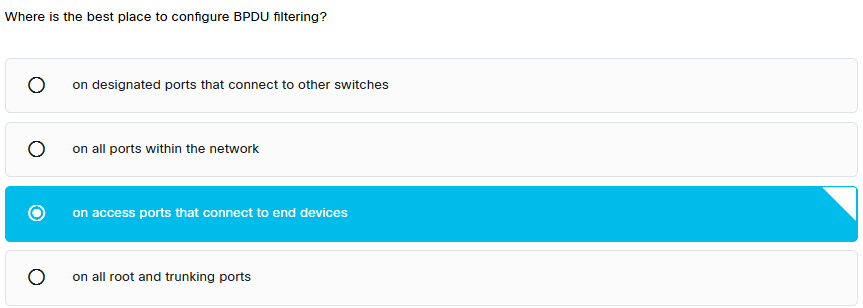 Where is the best place to configure BPDU filtering?
on designated ports that connect to other switches
on all ports within the network
on access ports that connect to end devices
on all root and trunking ports